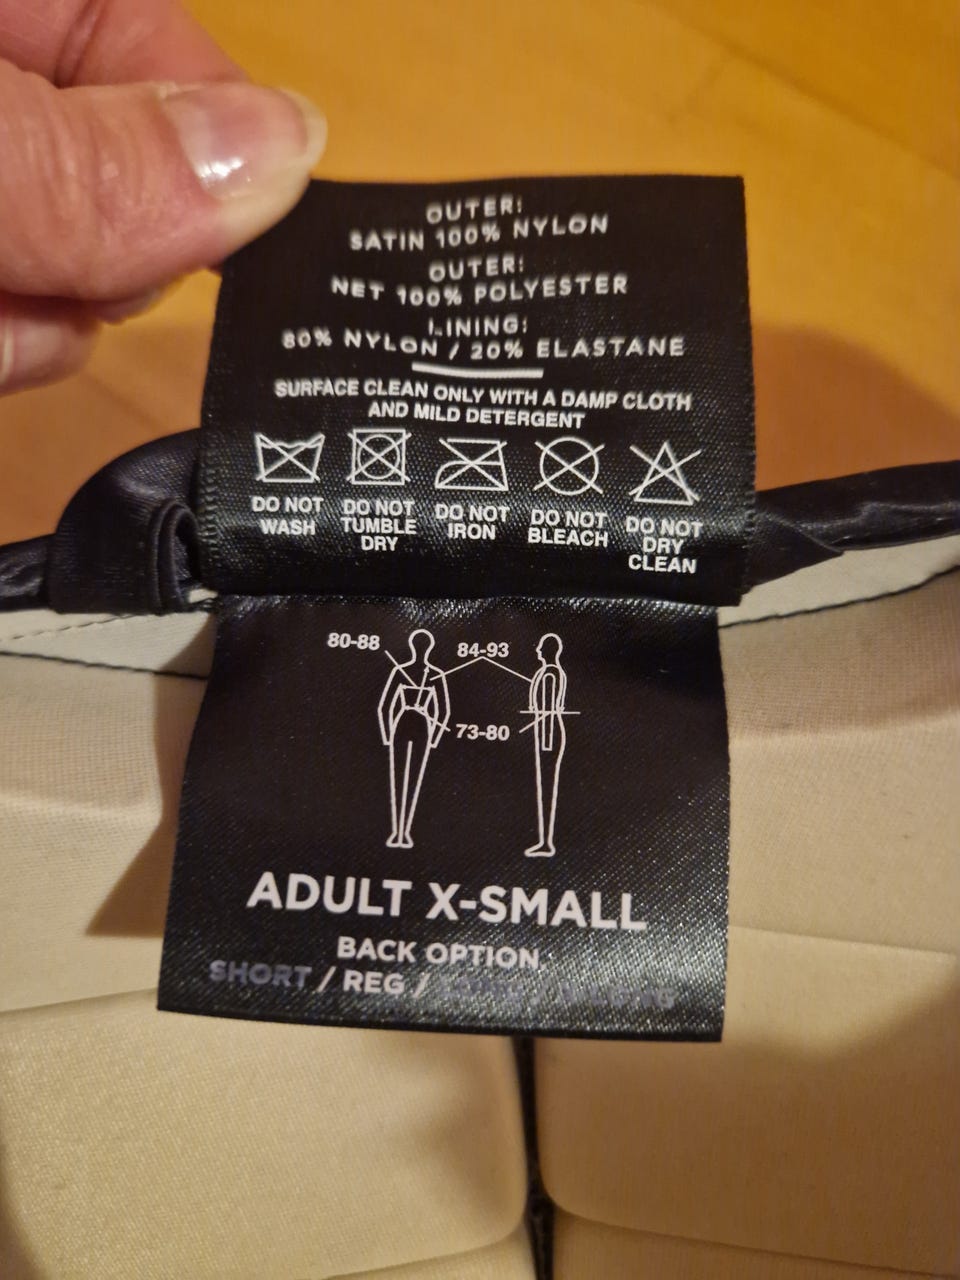 OUTER:
SATIN 100% NYLON
OUTER:
NET 100% POLYESTER
LINING:
80% NYLON / 20% ELASTANE
SURFACE CLEAN ONLY WITH A DAMP CLOTH
AND MILD DETERGENT
DO NOT WASH
DO NOT TUMBLE DRY
DO NOT IRON
DO NOT BLEACH
DO NOT DRY CLEAN
80-88
84-93
73-80
ADULT X-SMALL
BACK OPTION
SHORT / REG /